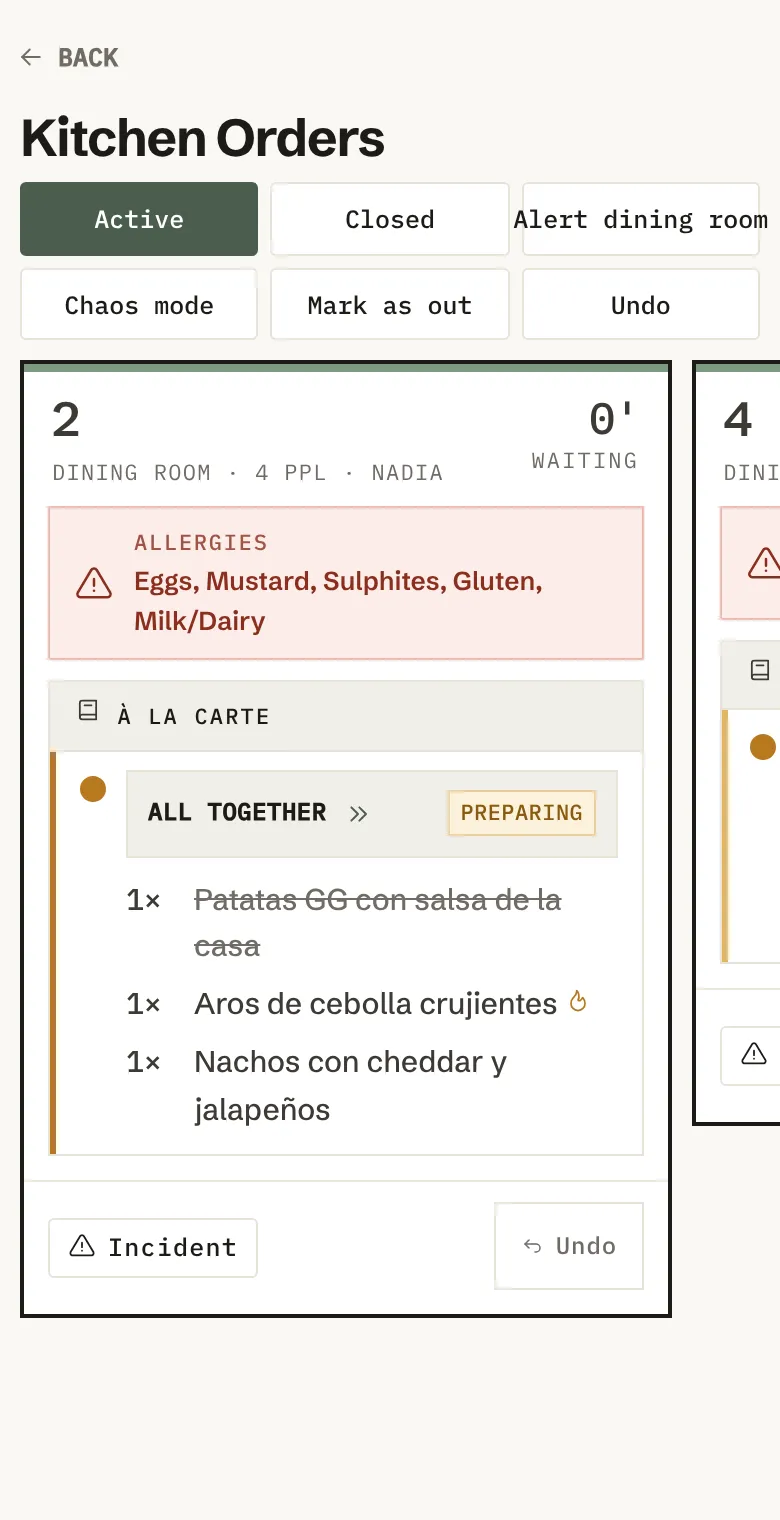 ← BACK
Kitchen Orders
Active
Closed
Alert dining room
Chaos mode
Mark as out
Undo
2
0'
DINING ROOM · 4 PPL · NADIA
WAITING
ALLERGIES
Eggs, Mustard, Sulphites, Gluten,
Milk/Dairy
À LA CARTE
ALL TOGETHER »
PREPARING
1× Patatas GG con salsa de la
casa
1× Aros de cebolla crujientes
1× Nachos con cheddar y
jalapeños
Incident
Undo
4
DINI